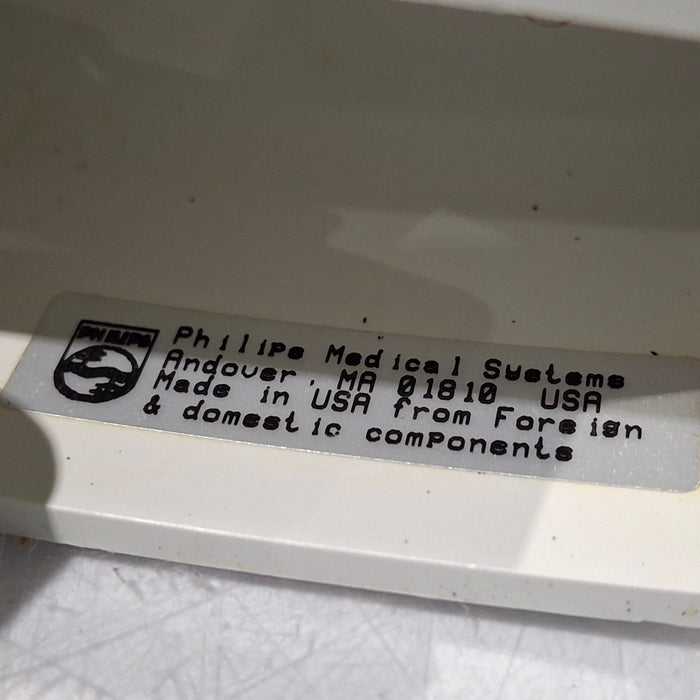 PHILIPS
Philips Medical Systems
Andover, MA 01810 USA
Made in USA from Foreign
& domestic components